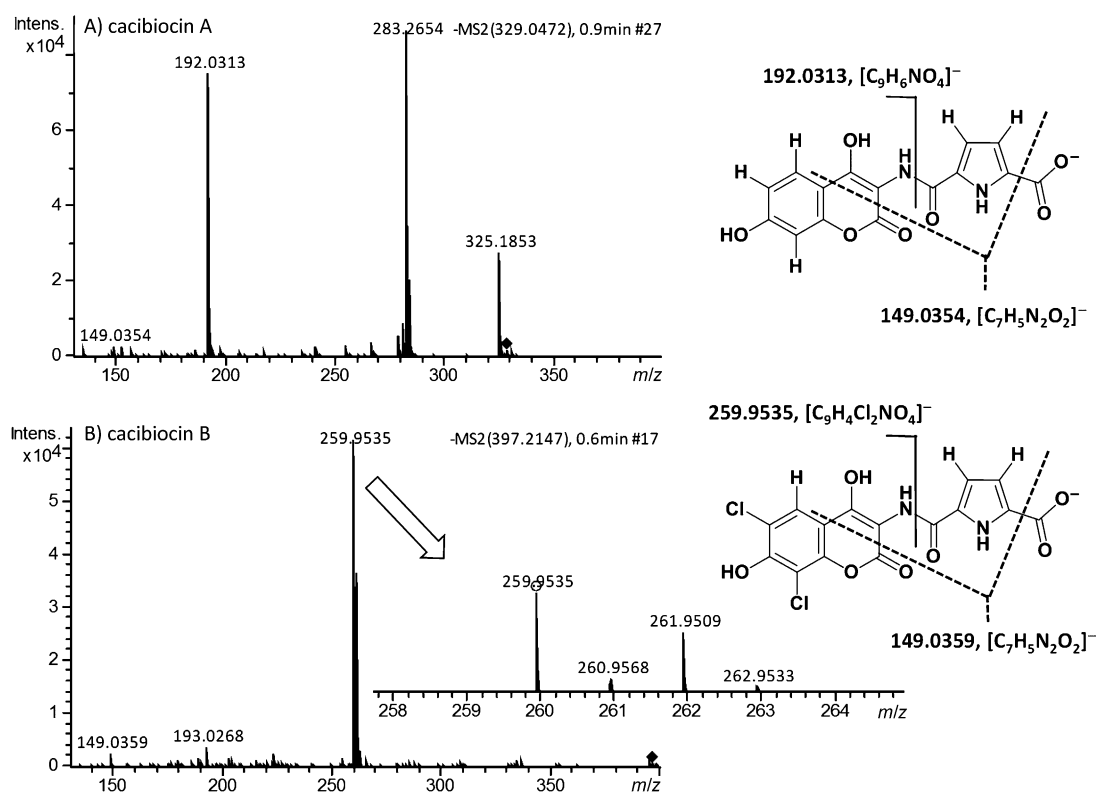 Intens.
x10⁴
A) cacibiocin A
283.2654
-MS2(329.0472), 0.9min #27
192.0313
325.1853
149.0354
6
4
2
0
150
200
250
300
350
m/z
192.0313, [C₉H₆NO₄]⁻
H
H
OH
H
N
H
H
O⁻
N
H
O
O
HO
O
O
H
149.0354, [C₇H₅N₂O₂]⁻
Intens.
x10⁴
B) cacibiocin B
259.9535
-MS2(397.2147), 0.6min #17
5
4
3
2
1
0
149.0359
193.0268
150
200
250
300
350
m/z
259.9535
260.9568
261.9509
262.9533
258
259
260
261
262
263
264
m/z
259.9535, [C₉H₄Cl₂NO₄]⁻
H
H
OH
H
N
H
Cl
O⁻
N
H
O
O
HO
O
O
Cl
149.0359, [C₇H₅N₂O₂]⁻